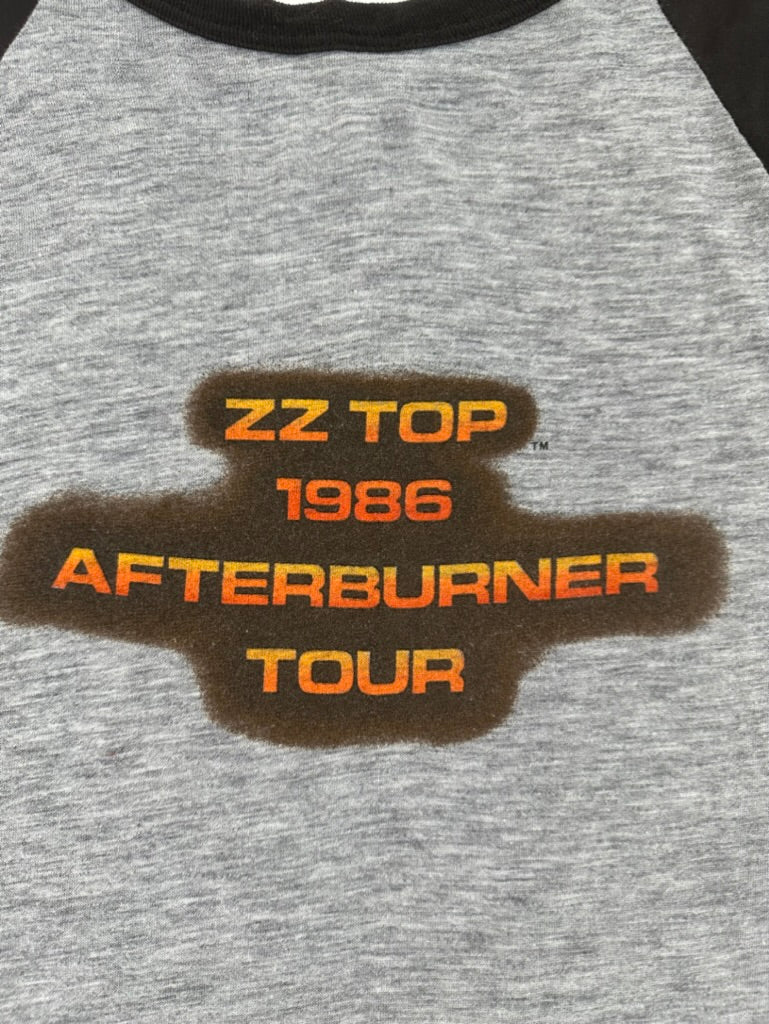 ZZ TOP™
1986
AFTERBURNER
TOUR